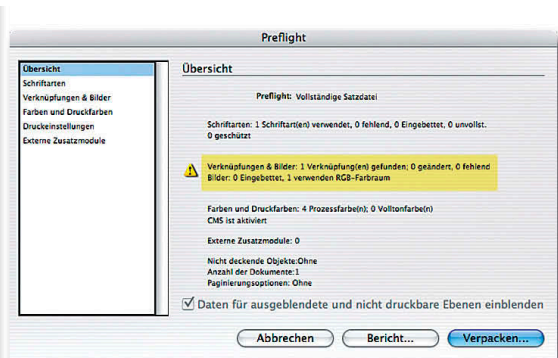 Preflight
Übersicht
Schriftarten
Verknüpfungen & Bilder
Farben und Druckfarben
Druckeinstellungen
Externe Zusatzmodule
Übersicht
Preflight: Vollständige Satzdatei
Schriftarten: 1 Schriftart(en) verwendet, 0 fehlend, 0 Eingebettet, 0 unvollst.
0 geschützt
Verknüpfungen & Bilder: 1 Verknüpfung(en) gefunden; 0 geändert, 0 fehlend
Bilder: 0 Eingebettet, 1 verwenden RGB-Farbraum
Farben und Druckfarben: 4 Prozessfarbe(n); 0 Volltonfarbe(n)
CMS ist aktiviert
Externe Zusatzmodule: 0
Nicht deckende Objekte:Ohne
Anzahl der Dokumente:1
Paginierungsoptionen: Ohne
Daten für ausgeblendete und nicht druckbare Ebenen einblenden
Abbrechen
Bericht...
Verpacken...